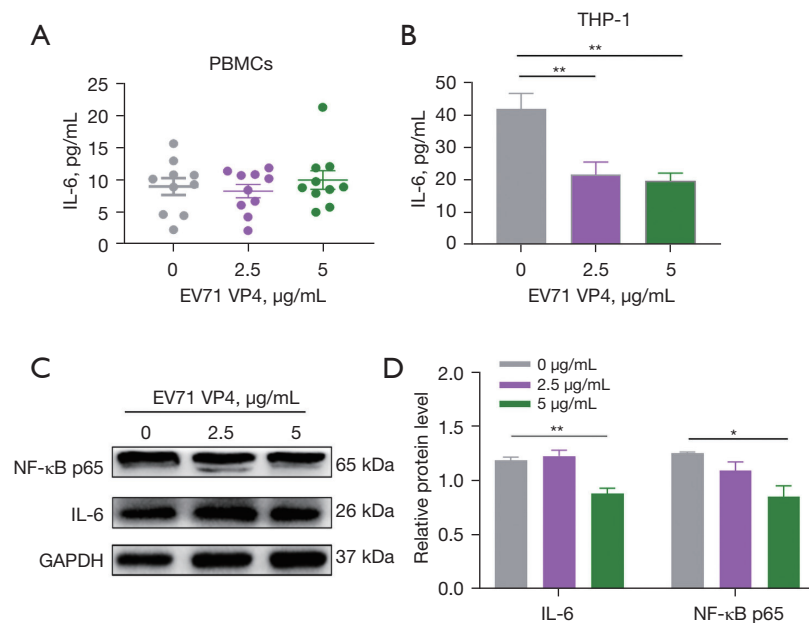 A
PBMCs
IL-6, pg/mL
25
20
15
10
5
0
0 2.5 5
EV71 VP4, μg/mL
B
THP-1
**
**
IL-6, pg/mL
50
40
30
20
10
0
0 2.5 5
EV71 VP4, μg/mL
C
EV71 VP4, μg/mL
0 2.5 5
NF-κB p65 65 kDa
IL-6 26 kDa
GAPDH 37 kDa
D
0 μg/mL
2.5 μg/mL
5 μg/mL
Relative protein level
2.0
1.5
1.0
0.5
0.0
**
*
IL-6 NF-κB p65